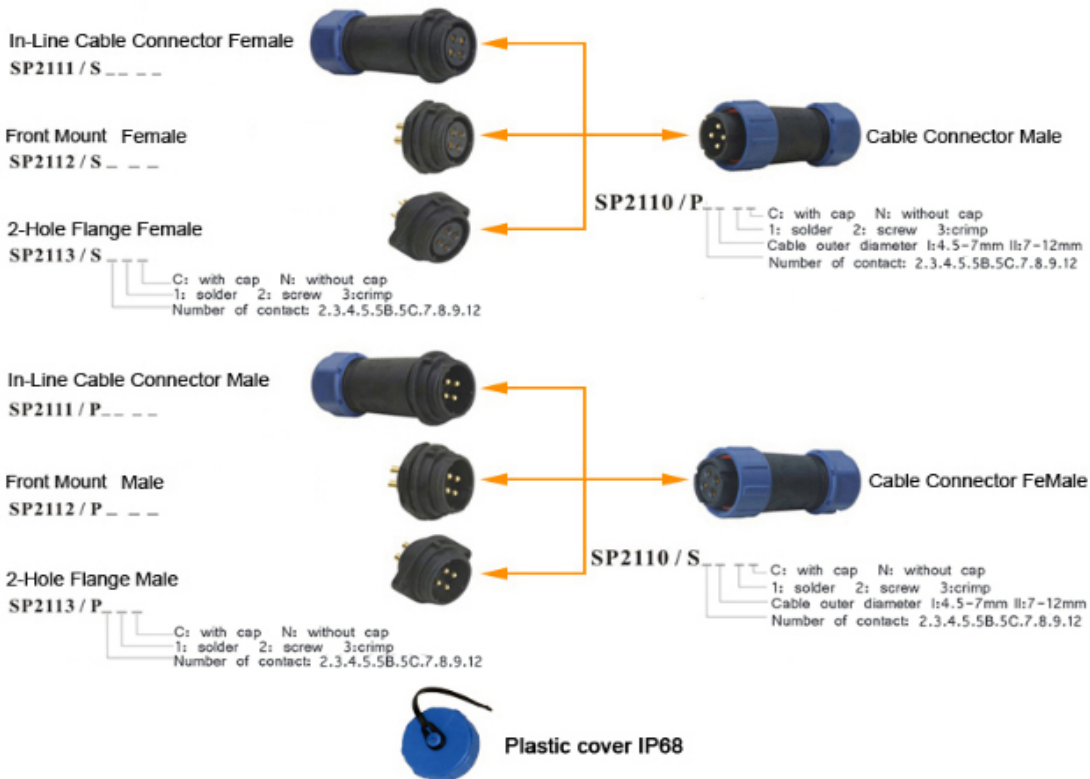 In-Line Cable Connector Female
SP2111 / S _ _ _ _
Front Mount Female
SP2112 / S _ _ _
2-Hole Flange Female
SP2113 / S _ _ _
C: with cap N: without cap
1: solder 2: screw 3:crimp
Number of contact: 2.3.4.5.5B.5C.7.8.9.12
Cable Connector Male
SP2110 / P _ _ _ _
C: with cap N: without cap
1: solder 2: screw 3:crimp
Cable outer diameter I:4.5-7mm II:7-12mm
Number of contact: 2.3.4.5.5B.5C.7.8.9.12
In-Line Cable Connector Male
SP2111 / P _ _ _ _
Front Mount Male
SP2112 / P _ _ _
2-Hole Flange Male
SP2113 / P _ _ _
C: with cap N: without cap
1: solder 2: screw 3:crimp
Number of contact: 2.3.4.5.5B.5C.7.8.9.12
Cable Connector FeMale
SP2110 / S _ _ _ _
C: with cap N: without cap
1: solder 2: screw 3:crimp
Cable outer diameter I:4.5-7mm II:7-12mm
Number of contact: 2.3.4.5.5B.5C.7.8.9.12
Plastic cover IP68